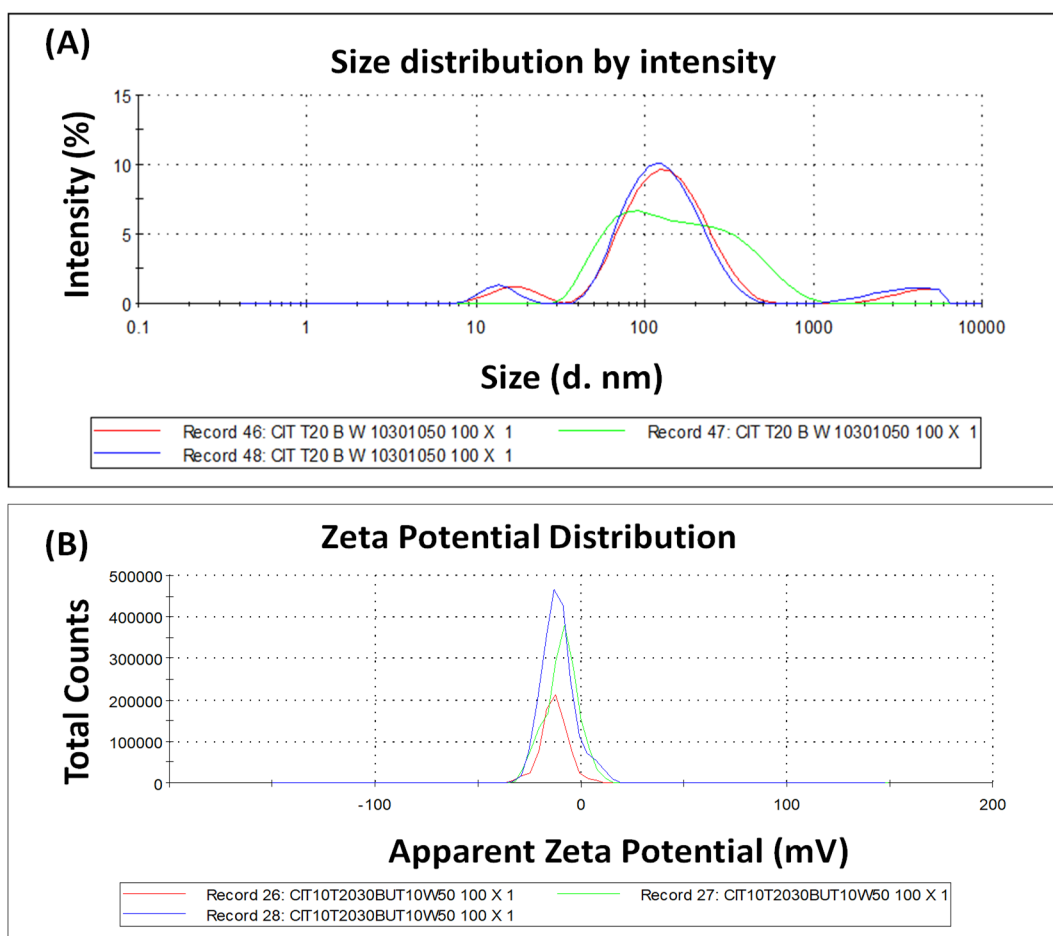 (A)
Size distribution by intensity
Intensity (%)
15
10
5
0
0.1 1 10 100 1000 10000
Size (d. nm)
Record 46: CIT T20 B W 10301050 100 X 1 Record 47: CIT T20 B W 10301050 100 X 1
Record 48: CIT T20 B W 10301050 100 X 1
(B)
Zeta Potential Distribution
Total Counts
500000
400000
300000
200000
100000
0
-100 0 100 200
Apparent Zeta Potential (mV)
Record 26: CIT10T2030BUT10W50 100 X 1 Record 27: CIT10T2030BUT10W50 100 X 1
Record 28: CIT10T2030BUT10W50 100 X 1